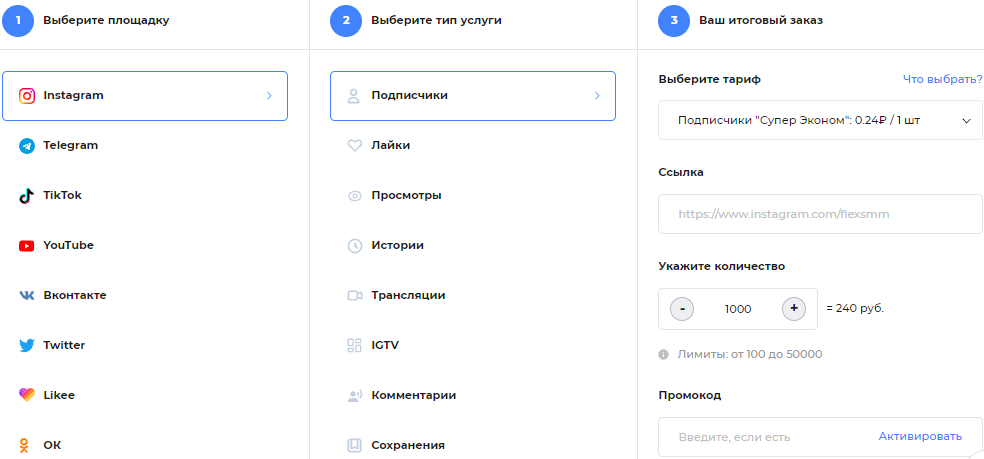 1 Выберите площадку
Instagram
Telegram
TikTok
YouTube
Вконтакте
Twitter
Likee
ОК
2 Выберите тип услуги
Подписчики
Лайки
Просмотры
Истории
Трансляции
IGTV
Комментарии
Сохранения
3 Ваш итоговый заказ
Выберите тариф Что выбрать?
Подписчики "Супер Эконом": 0.24₽ / 1 шт
Ссылка
https://www.instagram.com/flexsmm
Укажите количество
- 1000 + = 240 руб.
Лимиты: от 100 до 50000
Промокод
Введите, если есть Активировать